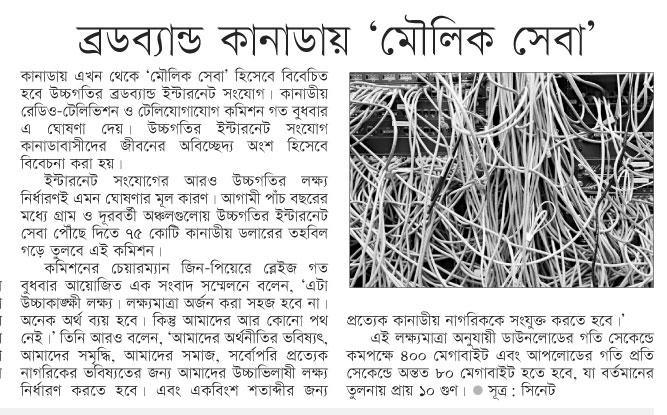 ব্রডব্যান্ড কানাডায় ‘মৌলিক সেবা’
কানাডায় এখন থেকে ‘মৌলিক সেবা’ হিসেবে বিবেচিত
হবে উচ্চগতির ব্রডব্যান্ড ইন্টারনেট সংযোগ। কানাডীয়
রেডিও-টেলিভিশন ও টেলিযোগাযোগ কমিশন গত বুধবার
এ ঘোষণা দেয়। উচ্চগতির ইন্টারনেট সংযোগ
কানাডাবাসীদের জীবনের অবিচ্ছেদ্য অংশ হিসেবে
বিবেচনা করা হয়।
ইন্টারনেট সংযোগের আরও উচ্চগতির লক্ষ্য
নির্ধারণই এমন ঘোষণার মূল কারণ। আগামী পাঁচ বছরের
মধ্যে গ্রাম ও দূরবর্তী অঞ্চলগুলোয় উচ্চগতির ইন্টারনেট
সেবা পৌঁছে দিতে ৭৫ কোটি কানাডীয় ডলারের তহবিল
গড়ে তুলবে এই কমিশন।
কমিশনের চেয়ারম্যান জিন-পিয়েরে ব্লেইজ গত
বুধবার আয়োজিত এক সংবাদ সম্মেলনে বলেন, ‘এটা
উচ্চাকাঙ্ক্ষী লক্ষ্য। লক্ষ্যমাত্রা অর্জন করা সহজ হবে না।
অনেক অর্থ ব্যয় হবে। কিন্তু আমাদের আর কোনো পথ
নেই।’ তিনি আরও বলেন, ‘আমাদের অর্থনীতির ভবিষ্যৎ,
আমাদের সমৃদ্ধি, আমাদের সমাজ, সর্বোপরি প্রত্যেক
নাগরিকের ভবিষ্যতের জন্য আমাদের উচ্চাভিলাষী লক্ষ্য
নির্ধারণ করতে হবে। এবং একবিংশ শতাব্দীর জন্য
প্রত্যেক কানাডীয় নাগরিককে সংযুক্ত করতে হবে।’
এই লক্ষ্যমাত্রা অনুযায়ী ডাউনলোডের গতি সেকেন্ডে
কমপক্ষে ৪০০ মেগাবাইট এবং আপলোডের গতি প্রতি
সেকেন্ডে অন্তত ৮০ মেগাবাইট হতে হবে, যা বর্তমানের
তুলনায় প্রায় ১০ গুণ। ● সূত্র : সিনেট